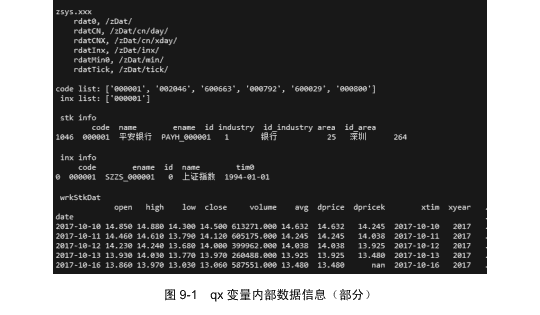 zsys.xxx
rdat0, /zDat/
rdatCN, /zDat/cn/day/
rdatCNX, /zDat/cn/xday/
rdatInx, /zDat/inx/
rdatMin0, /zDat/min/
rdatTick, /zDat/tick/
code list: ['000001', '002046', '600663', '000792', '600029', '000800']
inx list: ['000001']
stk info
code name ename id industry id_industry area id_area
1046 000001 平安银行 PAYH_000001 1 银行 25 深圳 264
inx info
code ename id name tim0
0 000001 SZZS_000001 0 上证指数 1994-01-01
wrkStkDat
open high low close volume avg dprice dpricek xtim xyear
date
2017-10-10 14.850 14.880 14.300 14.500 613271.000 14.632 14.632 14.245 2017-10-10 2017
2017-10-11 14.460 14.610 13.790 14.120 605175.000 14.245 14.245 14.038 2017-10-11 2017
2017-10-12 14.230 14.240 13.680 14.000 399962.000 14.038 14.038 13.925 2017-10-12 2017
2017-10-13 13.930 14.030 13.770 13.970 260488.000 13.925 13.925 13.480 2017-10-13 2017
2017-10-16 13.860 13.970 13.030 13.060 587551.000 13.480 13.480 nan 2017-10-16 2017
图 9-1 qx 变量内部数据信息（部分）